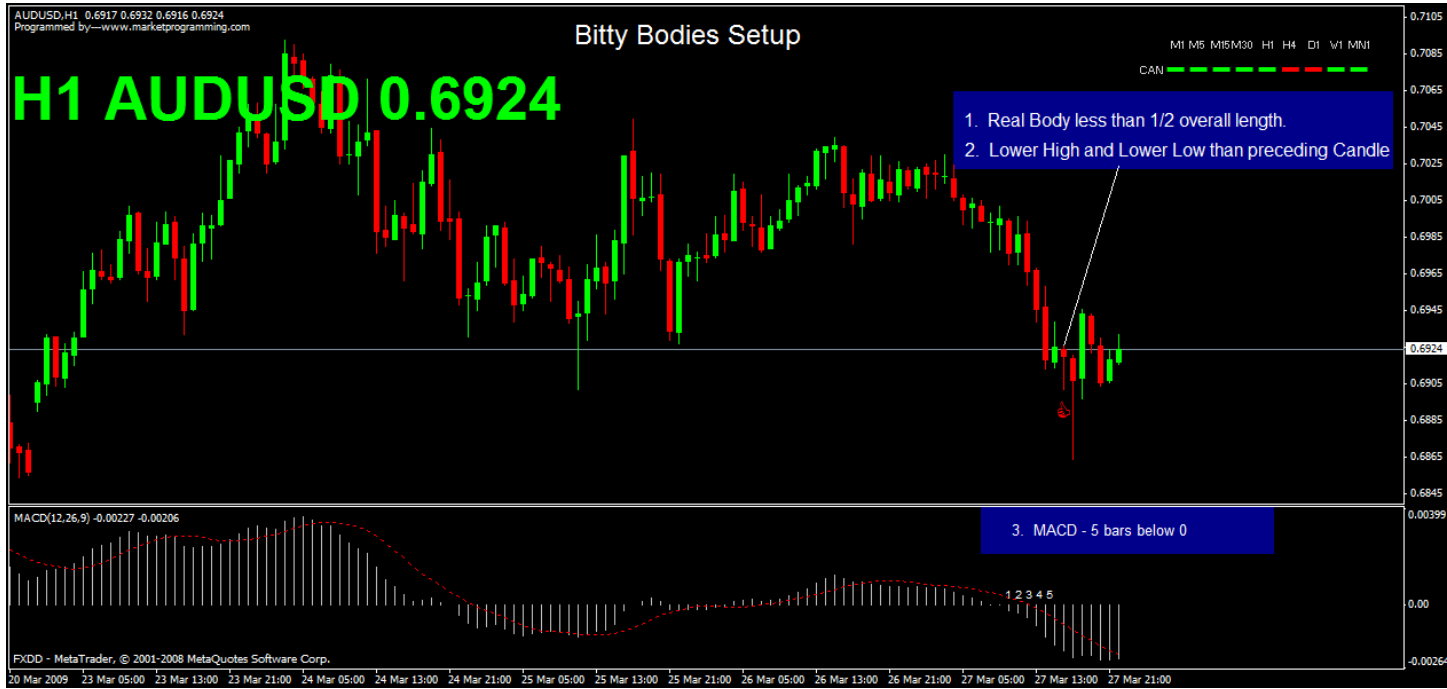 AUDUSD,H1 0.6917 0.6932 0.6916 0.6924
Programmed by---www.marketprogramming.com
Bitty Bodies Setup
M1 M5 M15 M30 H1 H4 D1 W1 MN1
CAN
H1 AUDUSD 0.6924
1. Real Body less than 1/2 overall length.
2. Lower High and Lower Low than preceding Candle
0.7105
0.7085
0.7065
0.7045
0.7025
0.7005
0.6985
0.6965
0.6945
0.6924
0.6905
0.6885
0.6865
0.6845
MACD(12,26,9) -0.00227 -0.00206
3. MACD - 5 bars below 0
1 2 3 4 5
0.00399
0.00
-0.00264
FXDD - MetaTrader, © 2001-2008 MetaQuotes Software Corp.
20 Mar 2009 23 Mar 05:00 23 Mar 13:00 23 Mar 21:00 24 Mar 05:00 24 Mar 13:00 24 Mar 21:00 25 Mar 05:00 25 Mar 13:00 25 Mar 21:00 26 Mar 05:00 26 Mar 13:00 26 Mar 21:00 27 Mar 05:00 27 Mar 13:00 27 Mar 21:00